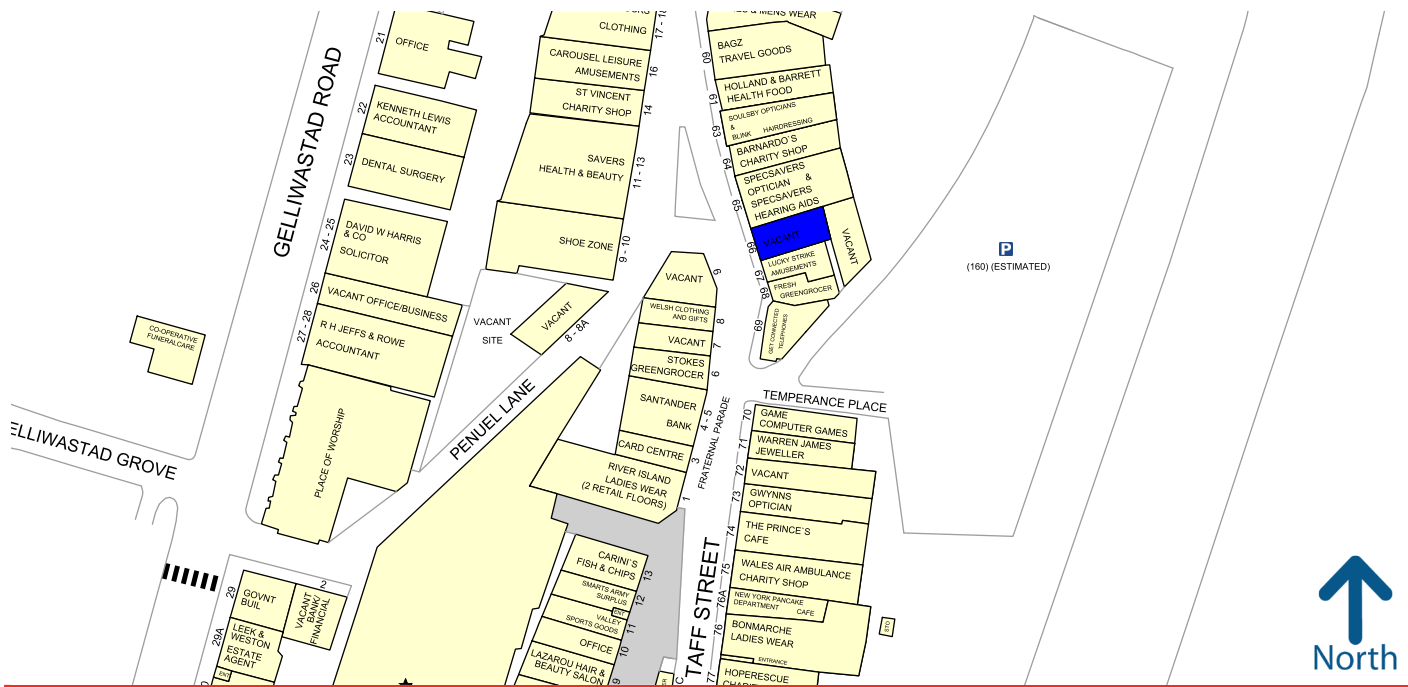 21
OFFICE
22
KENNETH LEWIS
ACCOUNTANT
23
DENTAL SURGERY
GELLIWASTAD ROAD
24 - 25
DAVID W HARRIS
& CO
SOLICITOR
26
VACANT OFFICE/BUSINESS
27 - 28
R H JEFFS & ROWE
ACCOUNTANT
CO-OPERATIVE
FUNERALCARE
PLACE OF WORSHIP
ELLIWASTAD GROVE
29
GOVNT
BUIL
2
VACANT
BANK/
FINANCIAL
29A
LEEK &
WESTON
ESTATE
AGENT
ENT
CLOTHING
17 - 18
CAROUSEL LEISURE
AMUSEMENTS
16
ST VINCENT
CHARITY SHOP
14
SAVERS
HEALTH & BEAUTY
11 - 13
SHOE ZONE
9 - 10
VACANT
SITE
VACANT
8 - 8A
PENUEL LANE
VACANT
6
WELSH CLOTHING
AND GIFTS
8
VACANT
7
STOKES
GREENGROCER
6
SANTANDER
BANK
4 - 5
CARD CENTRE
3
RIVER ISLAND
LADIES WEAR
(2 RETAIL FLOORS)
1
FRATERNAL PARADE
CARINI`S
FISH & CHIPS
13
SMARTS ARMY
SURPLUS
12
ENT
VALLEY
SPORTS GOODS
11
OFFICE
10
LAZAROU HAIR &
BEAUTY SALON
9
TAFF STREET
& MENS WEAR
BAGZ
TRAVEL GOODS
60
HOLLAND & BARRETT
HEALTH FOOD
61
SOULSBY OPTICIANS
&
BLINK HAIRDRESSING
63
BARNARDO`S
CHARITY SHOP
64
SPECSAVERS
OPTICIAN &
SPECSAVERS
HEARING AIDS
65
VACANT
66
VACANT
LUCKY STRIKE
AMUSEMENTS
67
FRESH
GREENGROCER
68
GET CONNECTED
TELEPHONES
69
TEMPERANCE PLACE
70
GAME
COMPUTER GAMES
71
WARREN JAMES
JEWELLER
72
VACANT
73
GWYNNS
OPTICIAN
74
THE PRINCE`S
CAFE
75
WALES AIR AMBULANCE
CHARITY SHOP
76A
NEW YORK PANCAKE
DEPARTMENT CAFE
76
BONMARCHE
LADIES WEAR
ENTRANCE
77
HOPERESCUE
STO
P
(160) (ESTIMATED)
North